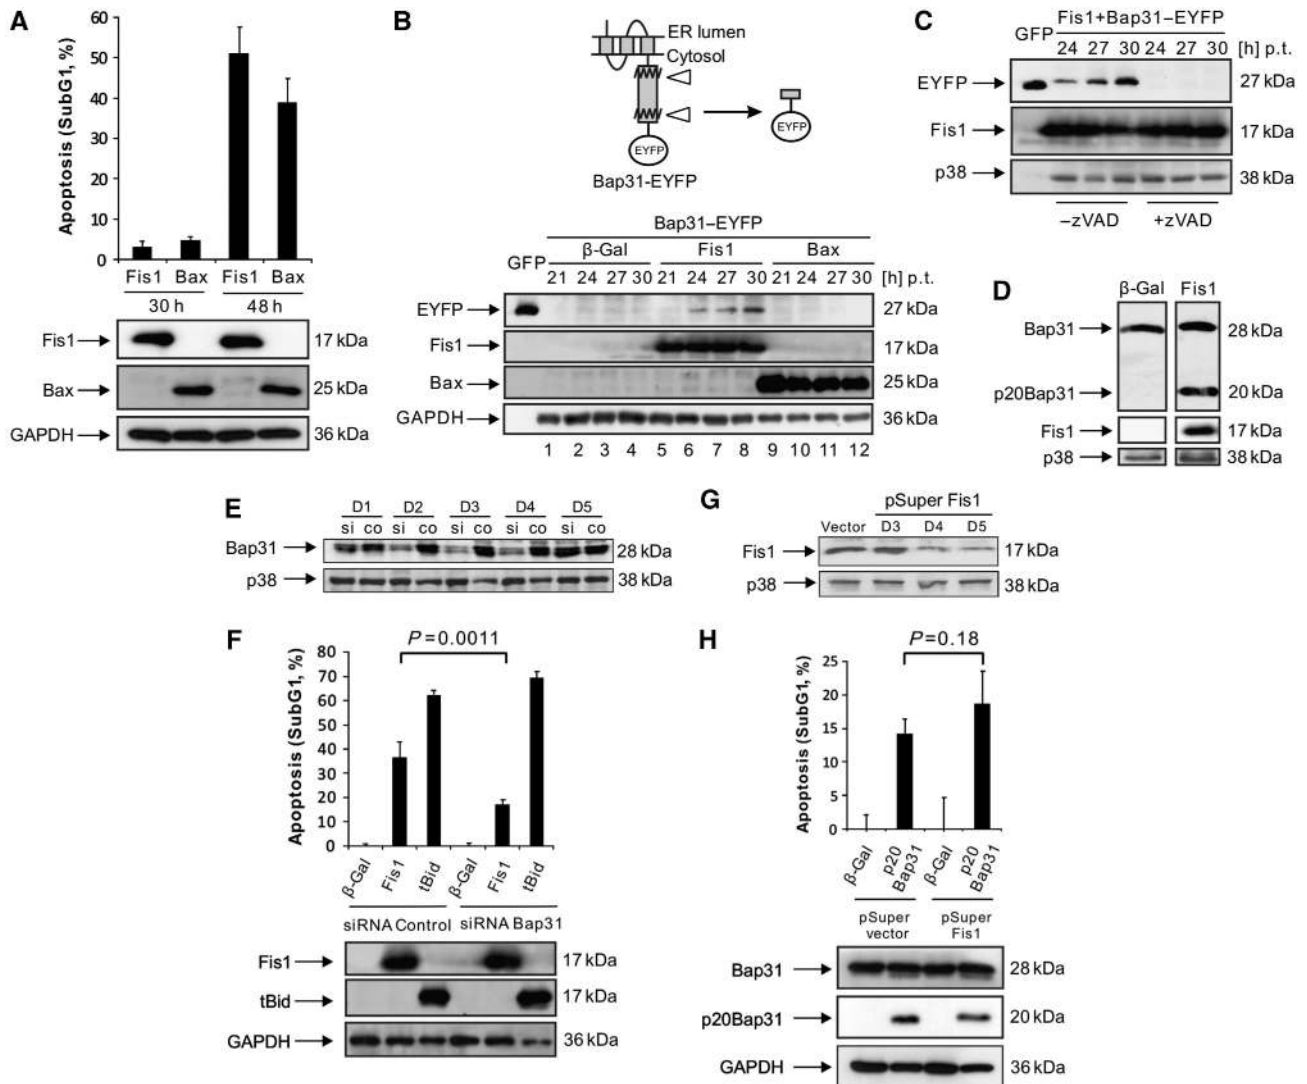 A
Apoptosis (SubG1, %)
60
50
40
30
20
10
0
Fis1 Bax Fis1 Bax
30 h 48 h
Fis1 17 kDa
Bax 25 kDa
GAPDH 36 kDa
B
ER lumen
Cytosol
EYFP EYFP
Bap31-EYFP
Bap31–EYFP
β-Gal Fis1 Bax
GFP 21 24 27 30 21 24 27 30 21 24 27 30 [h] p.t.
EYFP 27 kDa
Fis1 17 kDa
Bax 25 kDa
GAPDH 36 kDa
1 2 3 4 5 6 7 8 9 10 11 12
C
Fis1+Bap31–EYFP
GFP 24 27 30 24 27 30 [h] p.t.
EYFP 27 kDa
Fis1 17 kDa
p38 38 kDa
–zVAD +zVAD
D
β-Gal Fis1
Bap31 28 kDa
p20Bap31 20 kDa
Fis1 17 kDa
p38 38 kDa
E
D1 D2 D3 D4 D5
si co si co si co si co si co
Bap31 28 kDa
p38 38 kDa
G
pSuper Fis1
Vector D3 D4 D5
Fis1 17 kDa
p38 38 kDa
F
P=0.0011
Apoptosis (SubG1, %)
80
70
60
50
40
30
20
10
0
β-Gal Fis1 tBid β-Gal Fis1 tBid
siRNA Control siRNA Bap31
Fis1 17 kDa
tBid 17 kDa
GAPDH 36 kDa
H
P=0.18
Apoptosis (SubG1, %)
25
20
15
10
5
0
β-Gal p20 Bap31 β-Gal p20 Bap31
pSuper vector pSuper Fis1
Bap31 28 kDa
p20Bap31 20 kDa
GAPDH 36 kDa